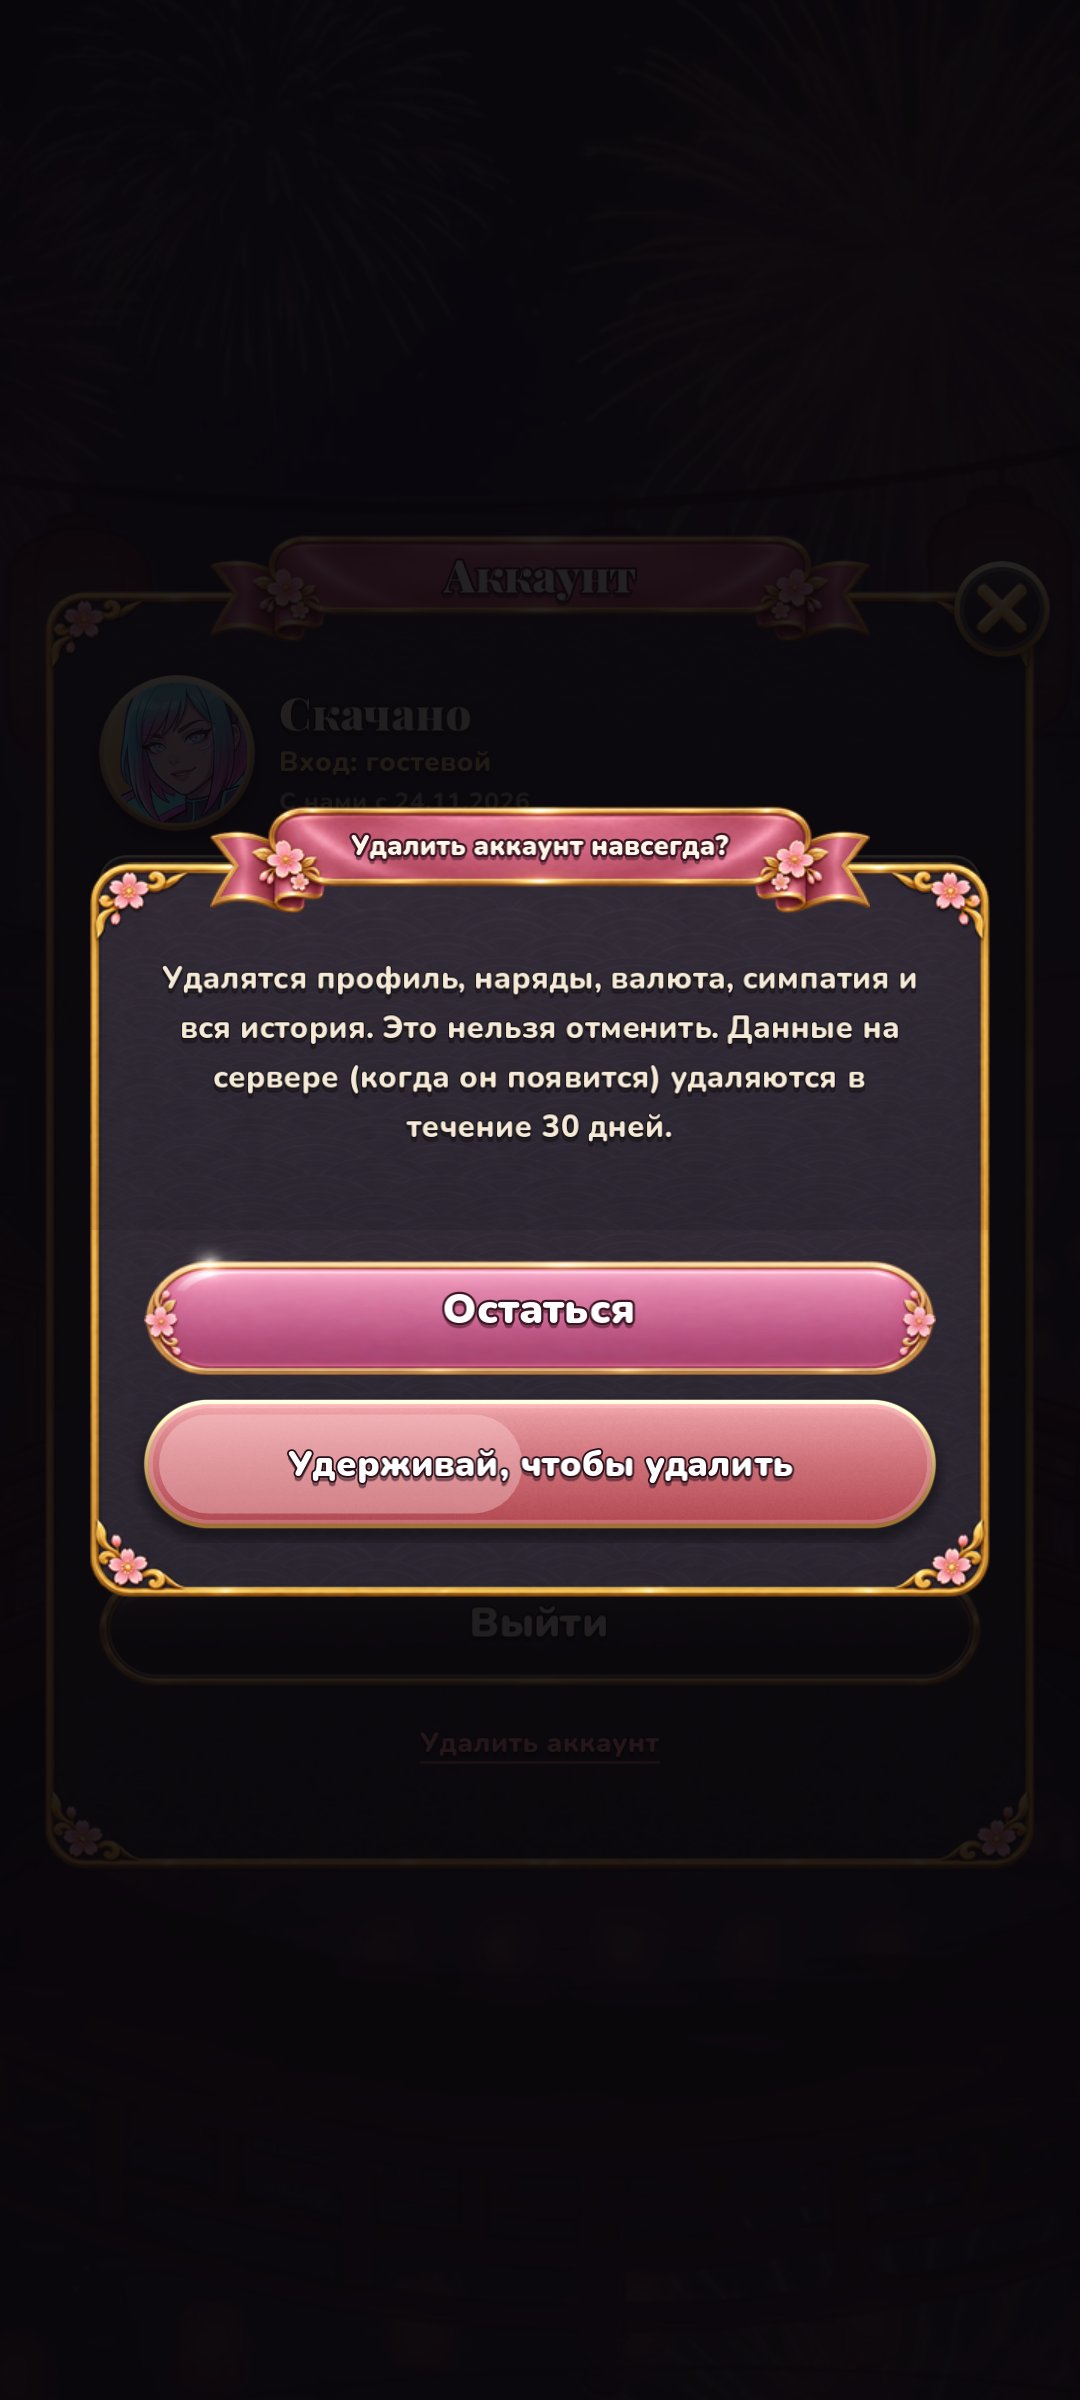 Аккаунт
Скачано
Вход: гостевой
С нами с 24.11.2026
Удалить аккаунт навсегда?
Удалятся профиль, наряды, валюта, симпатия и
вся история. Это нельзя отменить. Данные на
сервере (когда он появится) удаляются в
течение 30 дней.
Остаться
Удерживай, чтобы удалить
Выйти
Удалить аккаунт